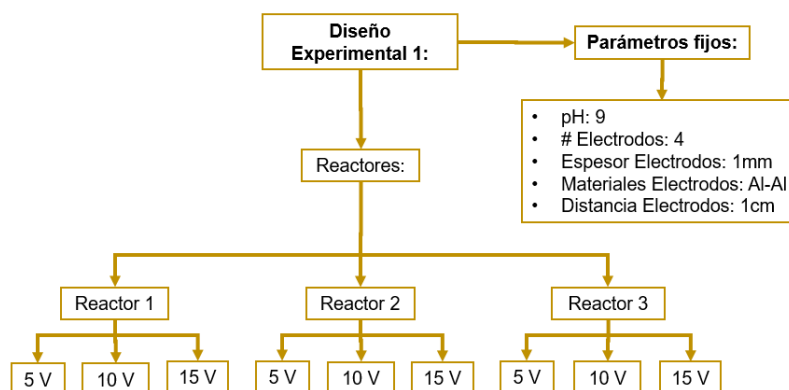 Diseño
Experimental 1:
Parámetros fijos:
• pH: 9
• # Electrodos: 4
• Espesor Electrodos: 1mm
• Materiales Electrodos: Al-Al
• Distancia Electrodos: 1cm
Reactores:
Reactor 1
Reactor 2
Reactor 3
5 V
10 V
15 V
5 V
10 V
15 V
5 V
10 V
15 V